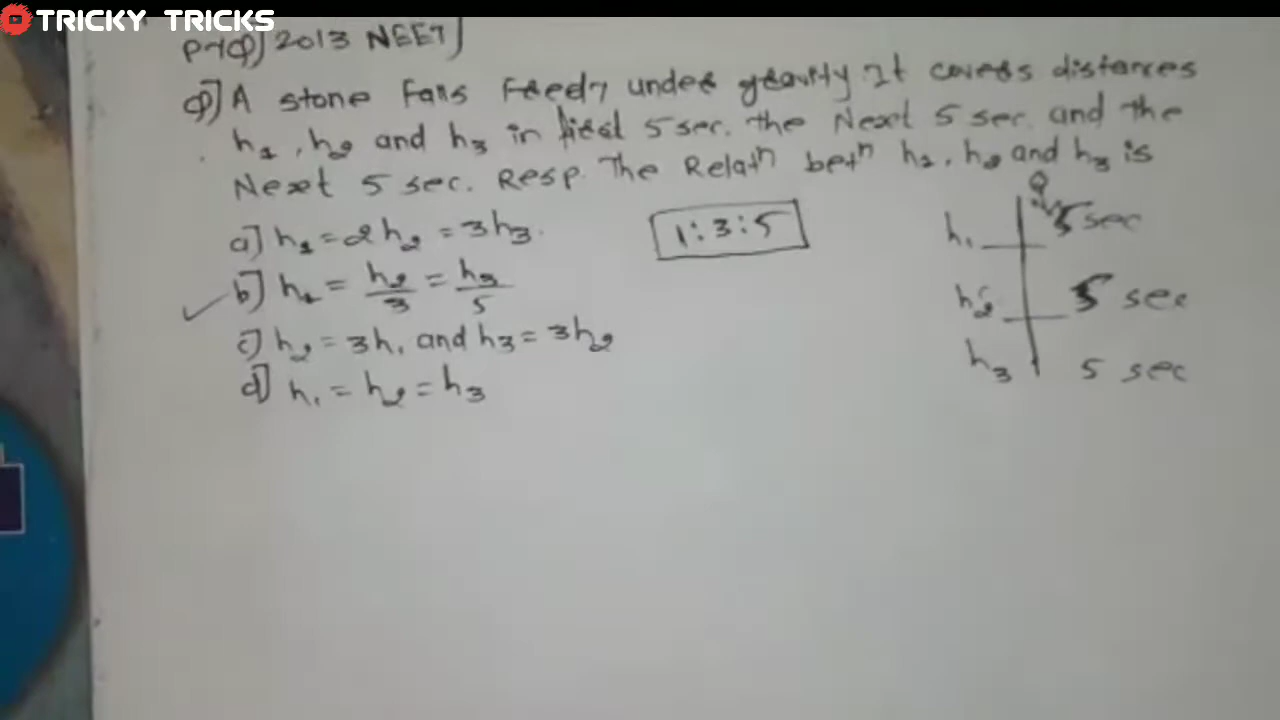 TRICKY TRICKS
PYQ] 2013 NEET]
Q] A stone falls freely under gravity It covers distances
h1, h2 and h3 in first 5 sec. the Next 5 sec. and the
Next 5 sec. Resp. The Relatn betn h1, h2 and h3 is
a] h1 = 2h2 = 3h3.
b] h1 = h2/3 = h3/5
c] h2 = 3h1 and h3 = 3h2
d] h1 = h2 = h3
1:3:5
h1 5 sec
h2 5 sec
h3 5 sec